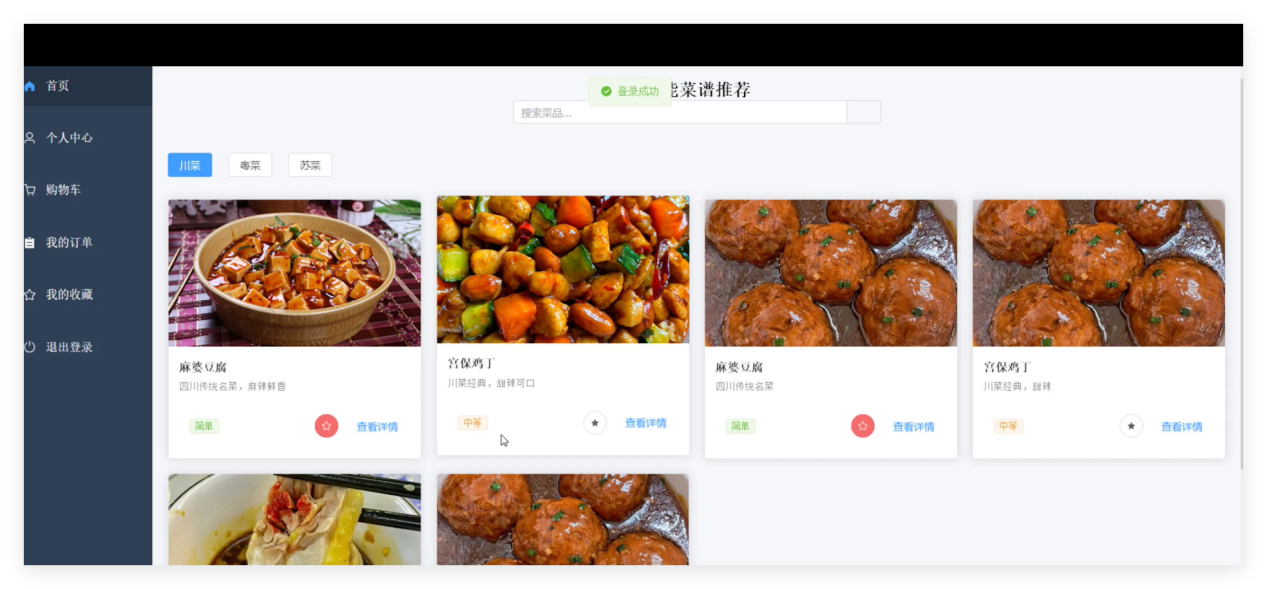 首页
个人中心
购物车
我的订单
我的收藏
退出登录
登录成功
菜谱推荐
搜索菜品...
川菜
粤菜
苏菜
麻婆豆腐
四川传统名菜，麻辣鲜香
简单
查看详情
宫保鸡丁
川菜经典，甜辣可口
中等
查看详情
麻婆豆腐
四川传统名菜
简单
查看详情
宫保鸡丁
川菜经典，甜辣
中等
查看详情